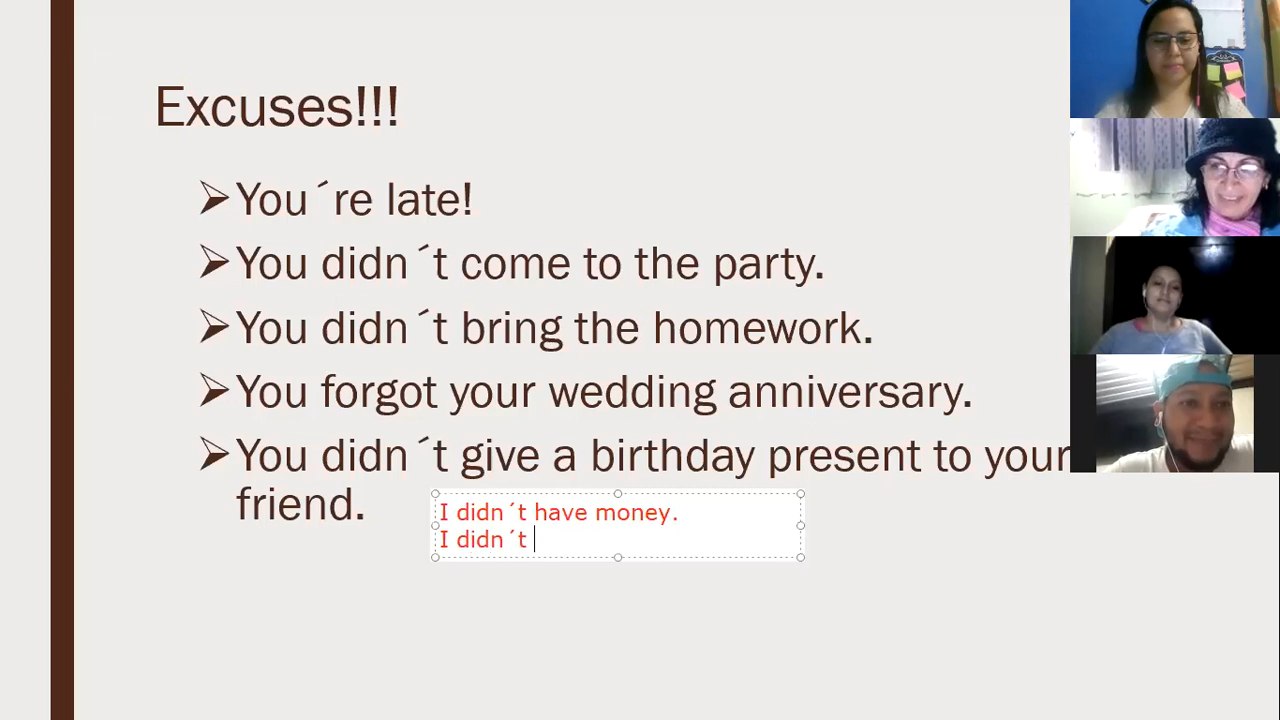 Excuses!!!
You´re late!
You didn´t come to the party.
You didn´t bring the homework.
You forgot your wedding anniversary.
You didn´t give a birthday present to your
friend.
I didn´t have money.
I didn´t